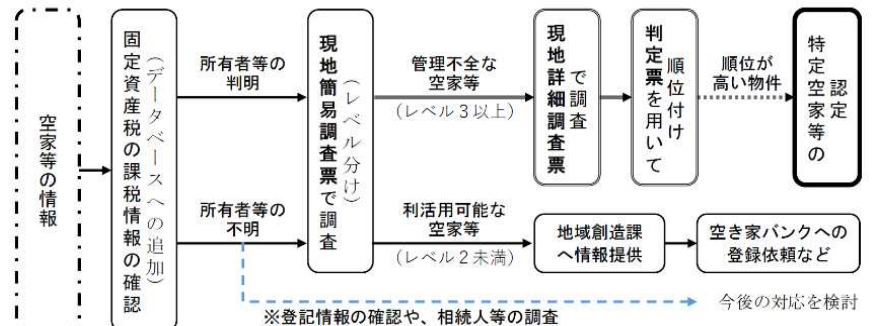 空家等の情報
固定資産税の課税情報の確認
(データベースへの追加)
所有者等の
判明
所有者等の
不明
現地簡易調査票で調査
(レベル分け)
管理不全な
空家等
(レベル3以上)
利活用可能な
空家等
(レベル2未満)
現地詳細調査票
で調査
判定票を用いて
順位付け
順位が
高い物件
特定空家等の
認定
地域創造課
へ情報提供
空き家バンクへの
登録依頼など
今後の対応を検討
※登記情報の確認や、相続人等の調査